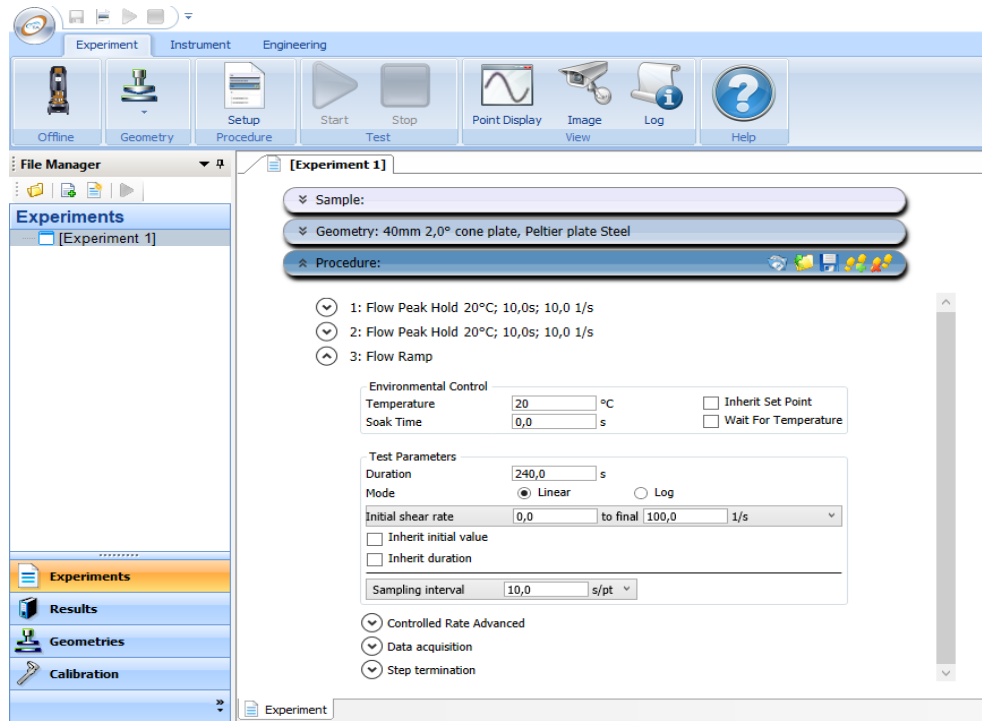 Experiment Instrument Engineering
Setup Start Stop Point Display Image Log
Offline Geometry Procedure Test View Help
File Manager
[Experiment 1]
Experiments
[Experiment 1]
Sample:
Geometry: 40mm 2,0° cone plate, Peltier plate Steel
Procedure:
1: Flow Peak Hold 20°C; 10,0s; 10,0 1/s
2: Flow Peak Hold 20°C; 10,0s; 10,0 1/s
3: Flow Ramp
Environmental Control
Temperature 20 °C Inherit Set Point
Soak Time 0,0 s Wait For Temperature
Test Parameters
Duration 240,0 s
Mode Linear Log
Initial shear rate 0,0 to final 100,0 1/s
Inherit initial value
Inherit duration
Sampling interval 10,0 s/pt
Controlled Rate Advanced
Data acquisition
Step termination
Experiments
Results
Geometries
Calibration
Experiment